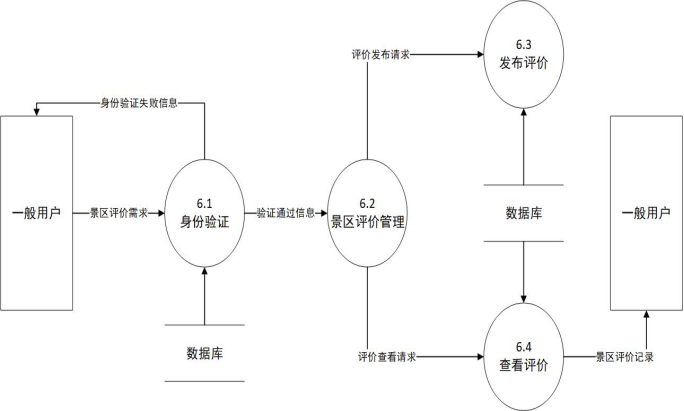 评价发布请求
6.3
发布评价
身份验证失败信息
一般用户
景区评价需求
6.1
身份验证
验证通过信息
6.2
景区评价管理
数据库
一般用户
数据库
评价查看请求
6.4
查看评价
景区评价记录